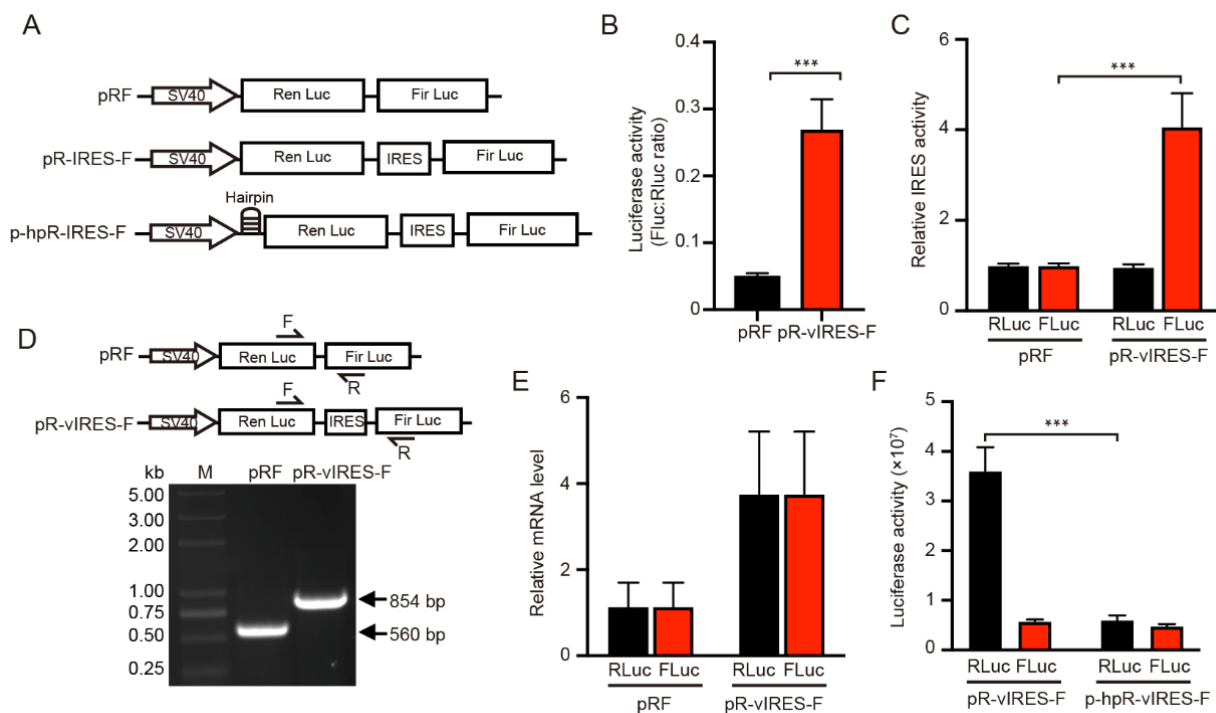 A
pRF SV40 Ren Luc Fir Luc
pR-IRES-F SV40 Ren Luc IRES Fir Luc
Hairpin
p-hpR-IRES-F SV40 Ren Luc IRES Fir Luc
B
Luciferase activity
(Fluc:Rluc ratio)
0.4
0.3
0.2
0.1
0
***
pRF pR-vIRES-F
C
Relative IRES activity
6
4
2
0
***
RLuc FLuc RLuc FLuc
pRF pR-vIRES-F
D
F
pRF SV40 Ren Luc Fir Luc
R
F
pR-vIRES-F SV40 Ren Luc IRES Fir Luc
R
kb M pRF pR-vIRES-F
5.00
3.00
2.00
1.00
0.75
0.50
0.25
854 bp
560 bp
E
Relative mRNA level
6
4
2
0
RLuc FLuc RLuc FLuc
pRF pR-vIRES-F
F
Luciferase activity (×10⁷)
5
4
3
2
1
0
***
RLuc FLuc RLuc FLuc
pR-vIRES-F p-hpR-vIRES-F